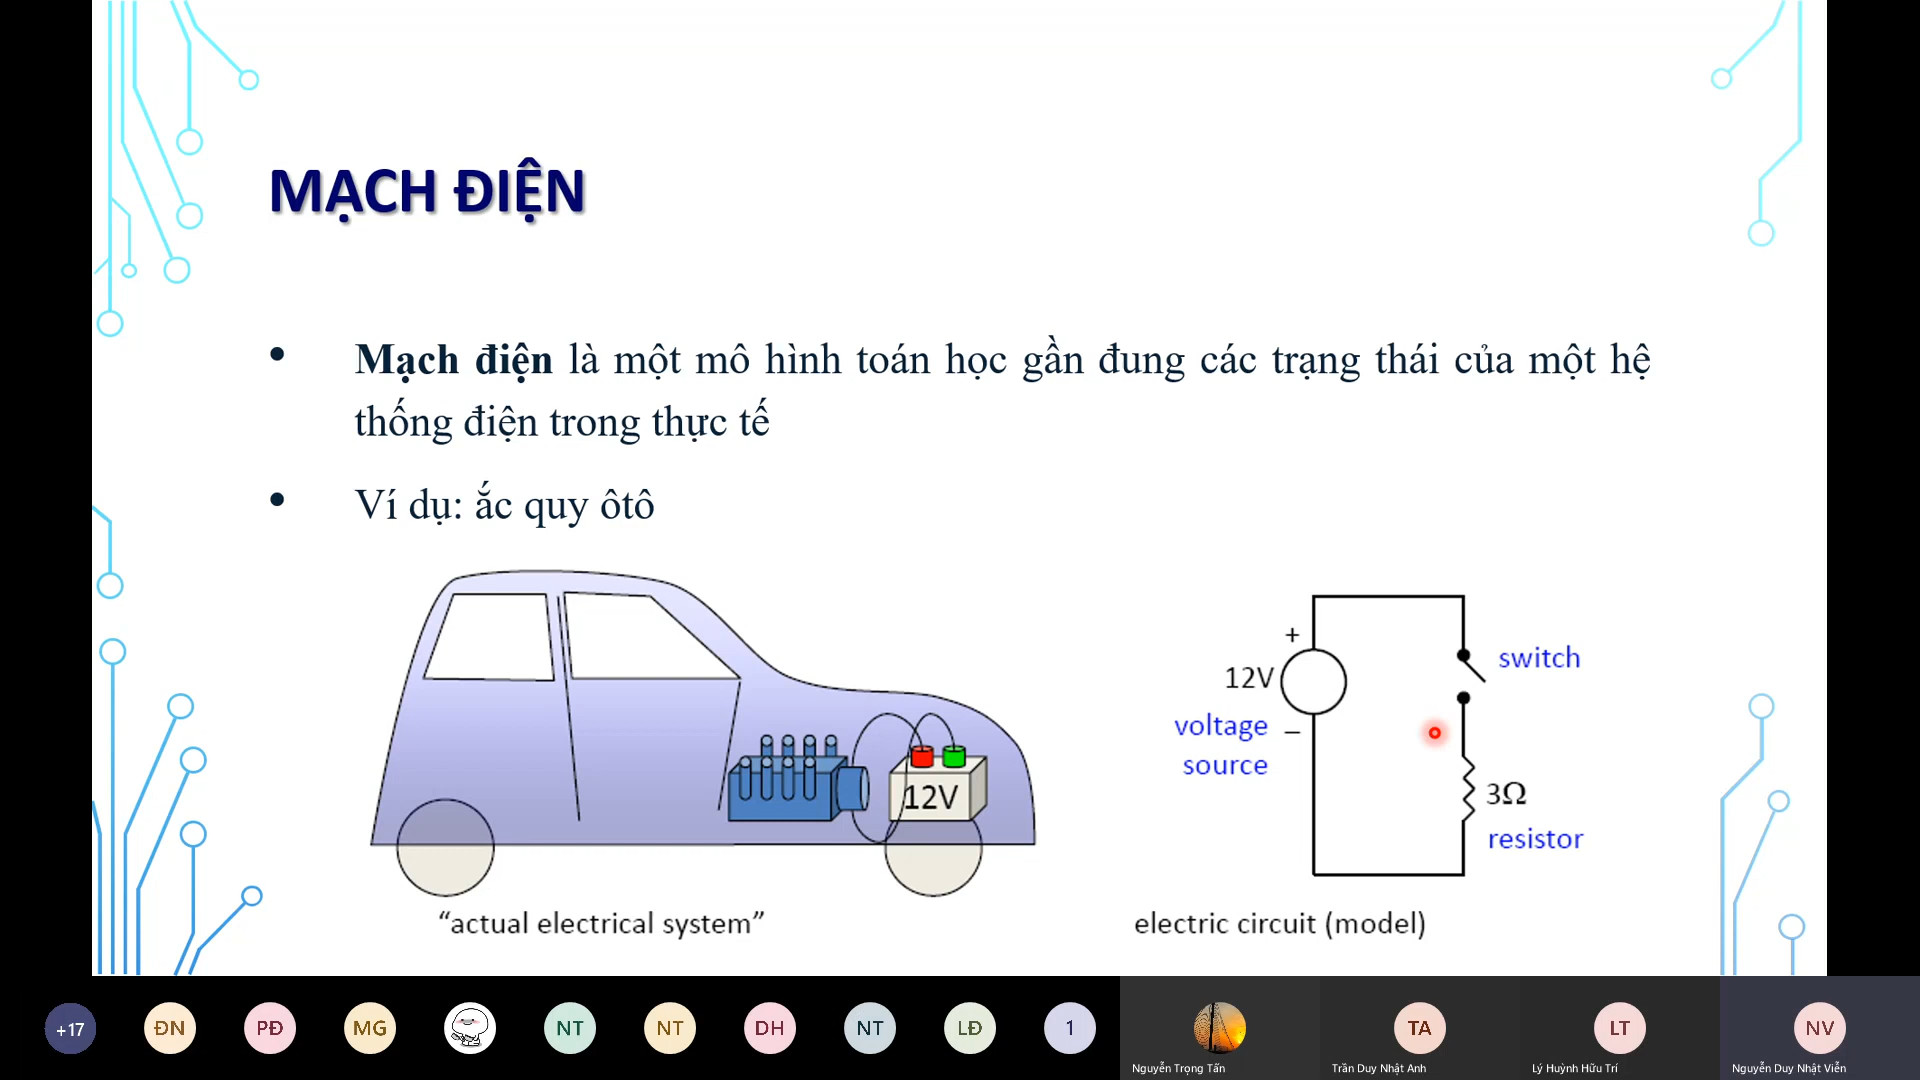 MẠCH ĐIỆN
• Mạch điện là một mô hình toán học gần đung các trạng thái của một hệ
thống điện trong thực tế
• Ví dụ: ắc quy ôtô
12V
"actual electrical system"
+
12V
voltage
source
–
switch
3Ω
resistor
electric circuit (model)
+17
ĐN
PĐ
MG
NT
NT
DH
NT
LĐ
1
Nguyễn Trọng Tấn
TA
Trần Duy Nhật Anh
LT
Lý Huỳnh Hữu Trí
NV
Nguyễn Duy Nhật Viễn